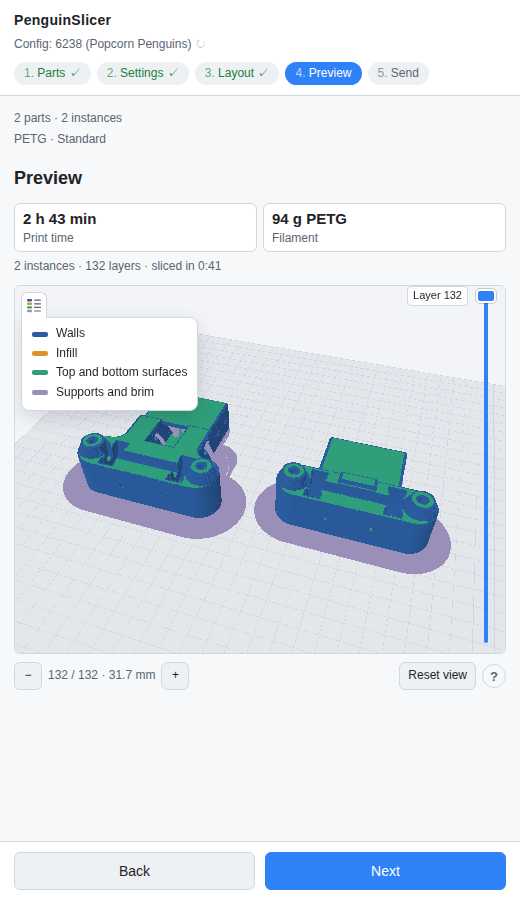 PenguinSlicer
Config: 6238 (Popcorn Penguins)
1. Parts ✓
2. Settings ✓
3. Layout ✓
4. Preview
5. Send
2 parts · 2 instances
PETG · Standard
Preview
2 h 43 min
Print time
94 g PETG
Filament
2 instances · 132 layers · sliced in 0:41
Layer 132
Walls
Infill
Top and bottom surfaces
Supports and brim
− 132 / 132 · 31.7 mm +
Reset view
?
Back
Next